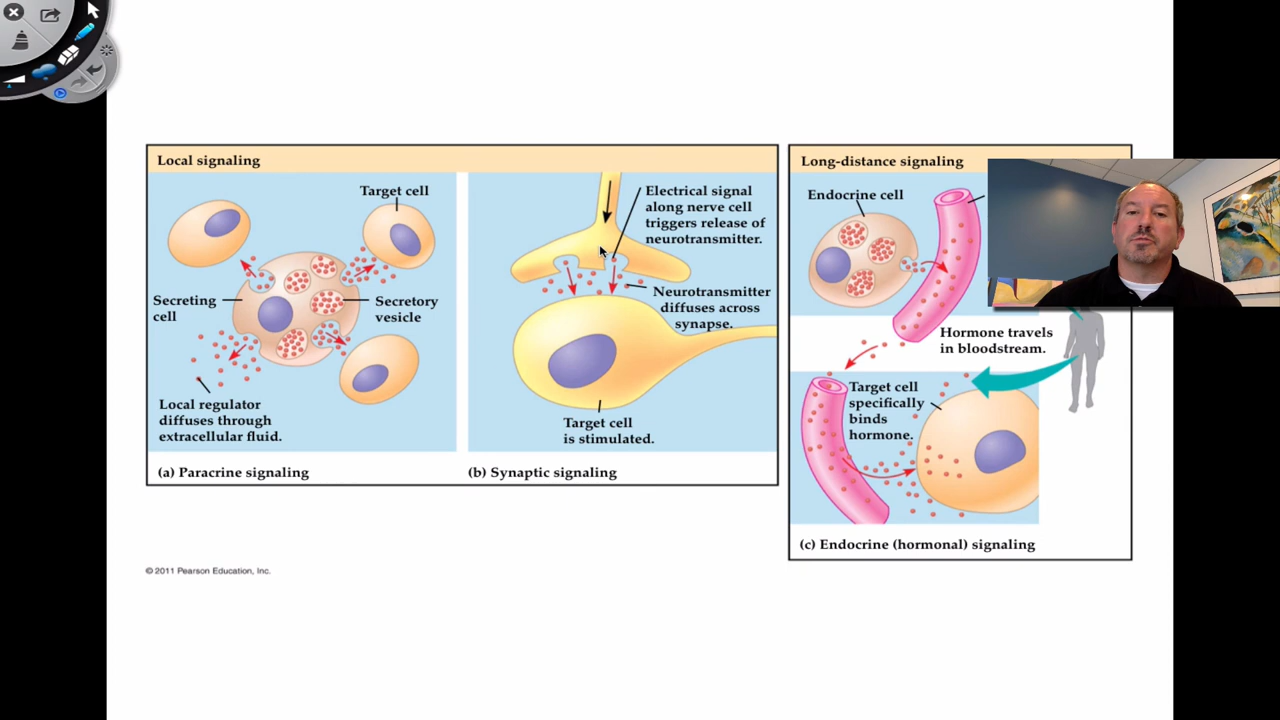 Local signaling
Target cell
Secreting
cell
Secretory
vesicle
Local regulator
diffuses through
extracellular fluid.
(a) Paracrine signaling
Electrical signal
along nerve cell
triggers release of
neurotransmitter.
Neurotransmitter
diffuses across
synapse.
Target cell
is stimulated.
(b) Synaptic signaling
Long-distance signaling
Endocrine cell
Hormone travels
in bloodstream.
Target cell
specifically
binds
hormone.
(c) Endocrine (hormonal) signaling
© 2011 Pearson Education, Inc.